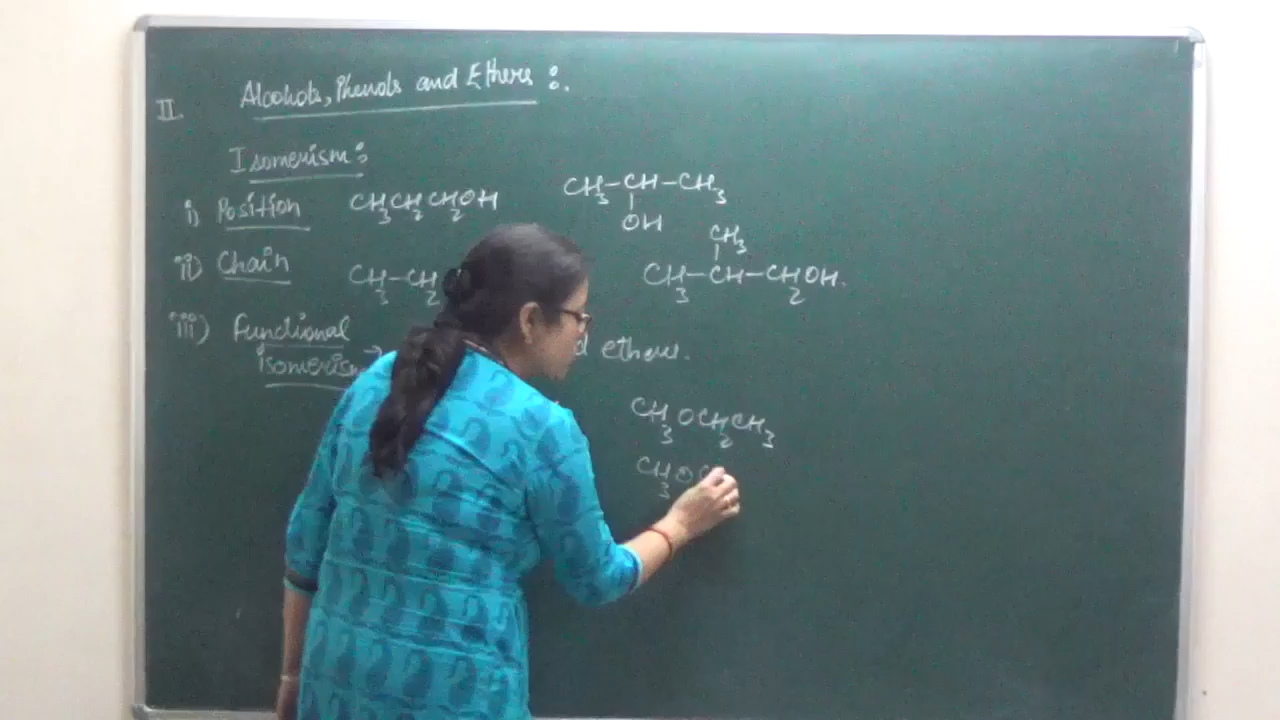 II. Alcohols, Phenols and Ethers :.
Isomerism :
i) Position CH₃CH₂CH₂OH CH₃–CH–CH₃
OH
CH₃
ii) Chain CH₃–CH₂ CH₃–CH–CH₂OH.
iii) Functional
isomerism → ethers.
CH₃OCH₂CH₃
CH₃O